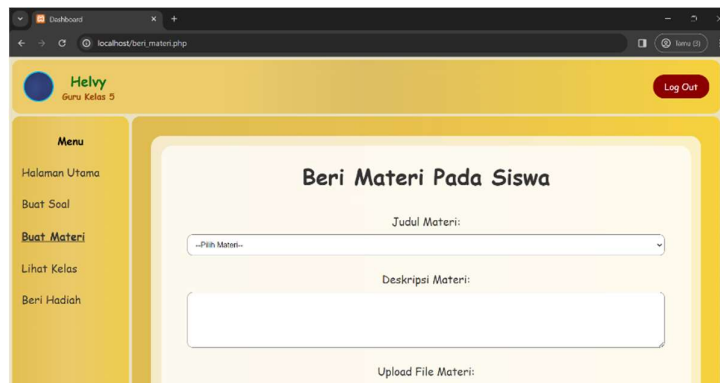 Dashboard
localhost/beri_materi.php
Tamu (3)
Helvy
Guru Kelas 5
Log Out
Menu
Halaman Utama
Buat Soal
Buat Materi
Lihat Kelas
Beri Hadiah
Beri Materi Pada Siswa
Judul Materi:
--Pilih Materi--
Deskripsi Materi:
Upload File Materi: